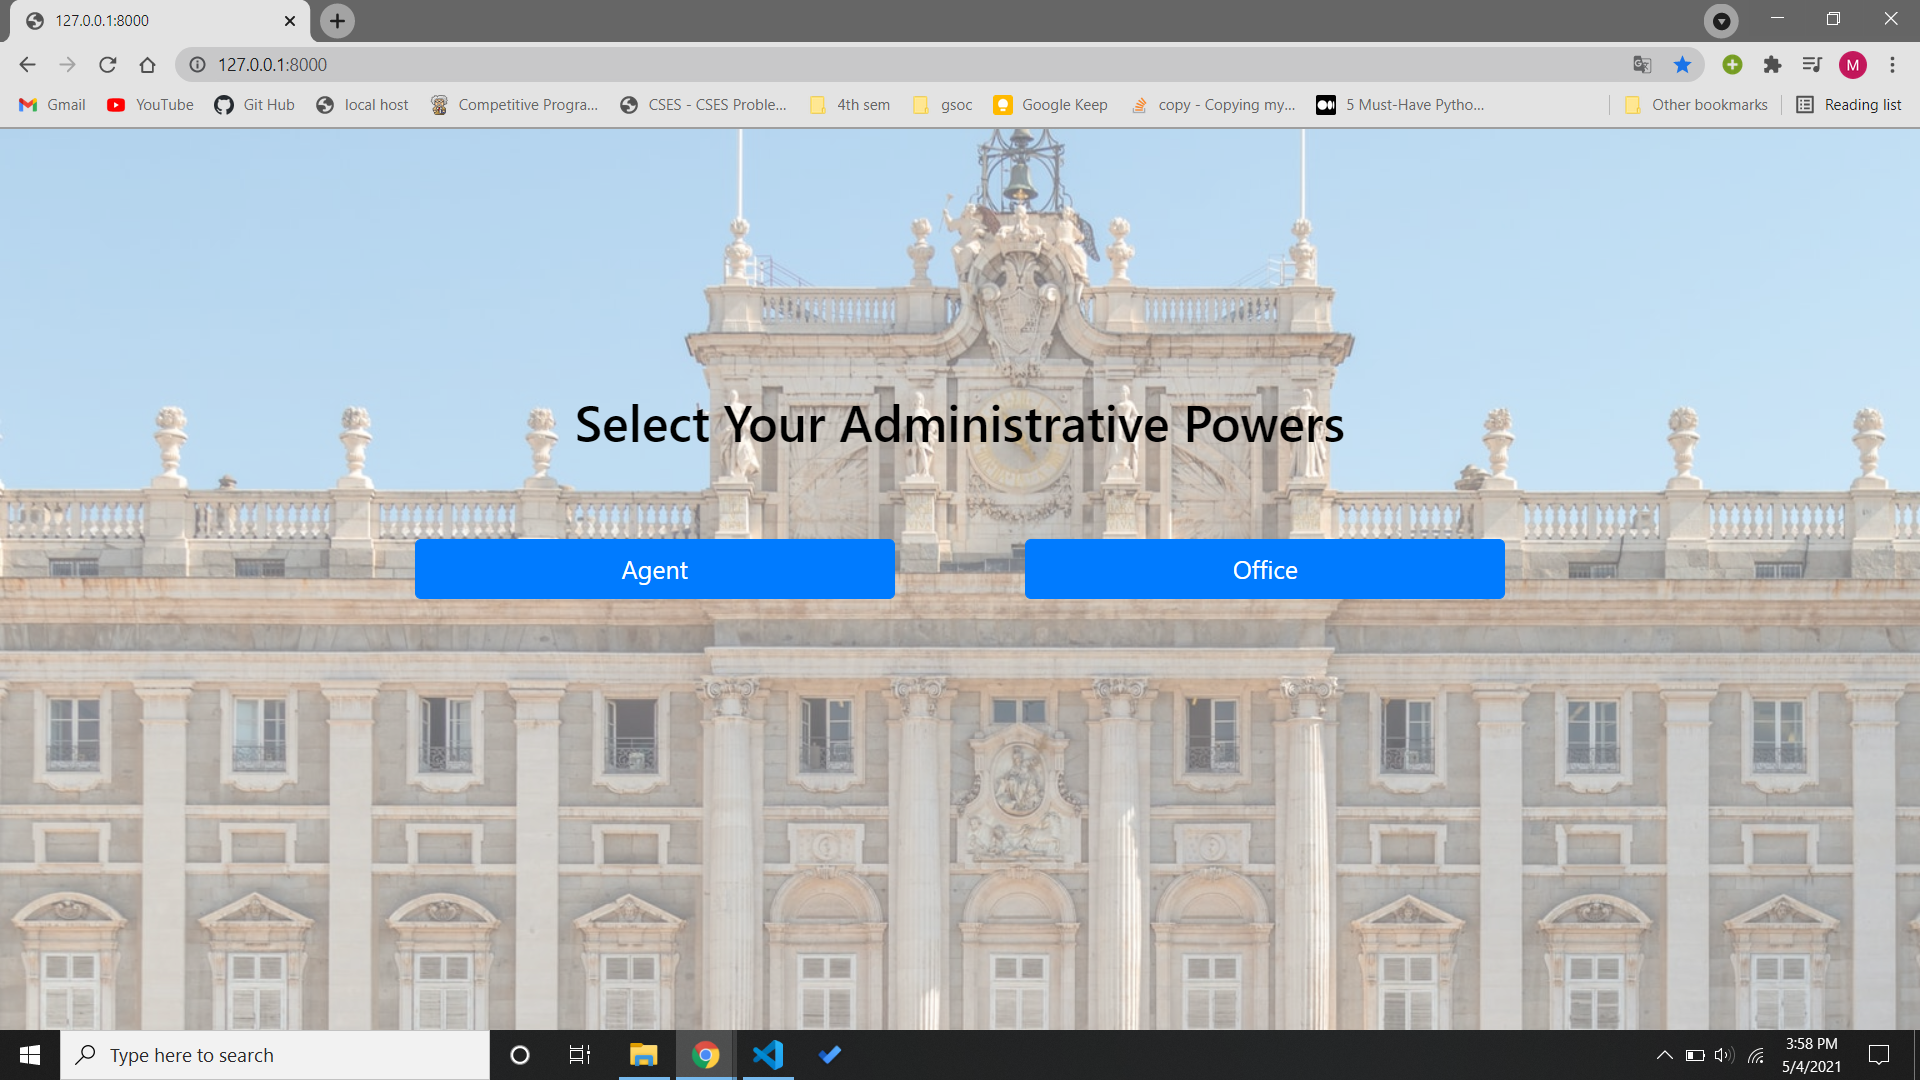 127.0.0.1:8000
127.0.0.1:8000
Gmail YouTube Git Hub local host Competitive Progra... CSES - CSES Proble... 4th sem gsoc Google Keep copy - Copying my... 5 Must-Have Pytho... Other bookmarks Reading list
Select Your Administrative Powers
Agent Office
Type here to search
3:58 PM
5/4/2021
M